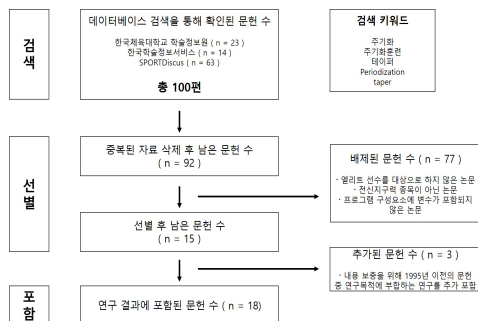 검색
데이터베이스 검색을 통해 확인된 문헌 수
한국체육대학교 학술정보원 ( n = 23 )
한국학술정보서비스 ( n = 14 )
SPORTDiscus ( n = 63 )
총 100편
검색 키워드
주기화
주기화훈련
테이퍼
Periodization
taper
선별
중복된 자료 삭제 후 남은 문헌 수
( n = 92 )
배제된 문헌 수 ( n = 77 )
· 엘리트 선수를 대상으로 하지 않은 논문
· 전신지구력 종목이 아닌 논문
· 프로그램 구성요소에 변수가 포함되지
않은 논문
선별 후 남은 문헌 수
( n = 15 )
추가된 문헌 수 ( n = 3 )
· 내용 보충을 위해 1995년 이전의 문헌
중 연구목적에 부합하는 연구를 추가 포함
포함
연구 결과에 포함된 문헌 수 ( n = 18)